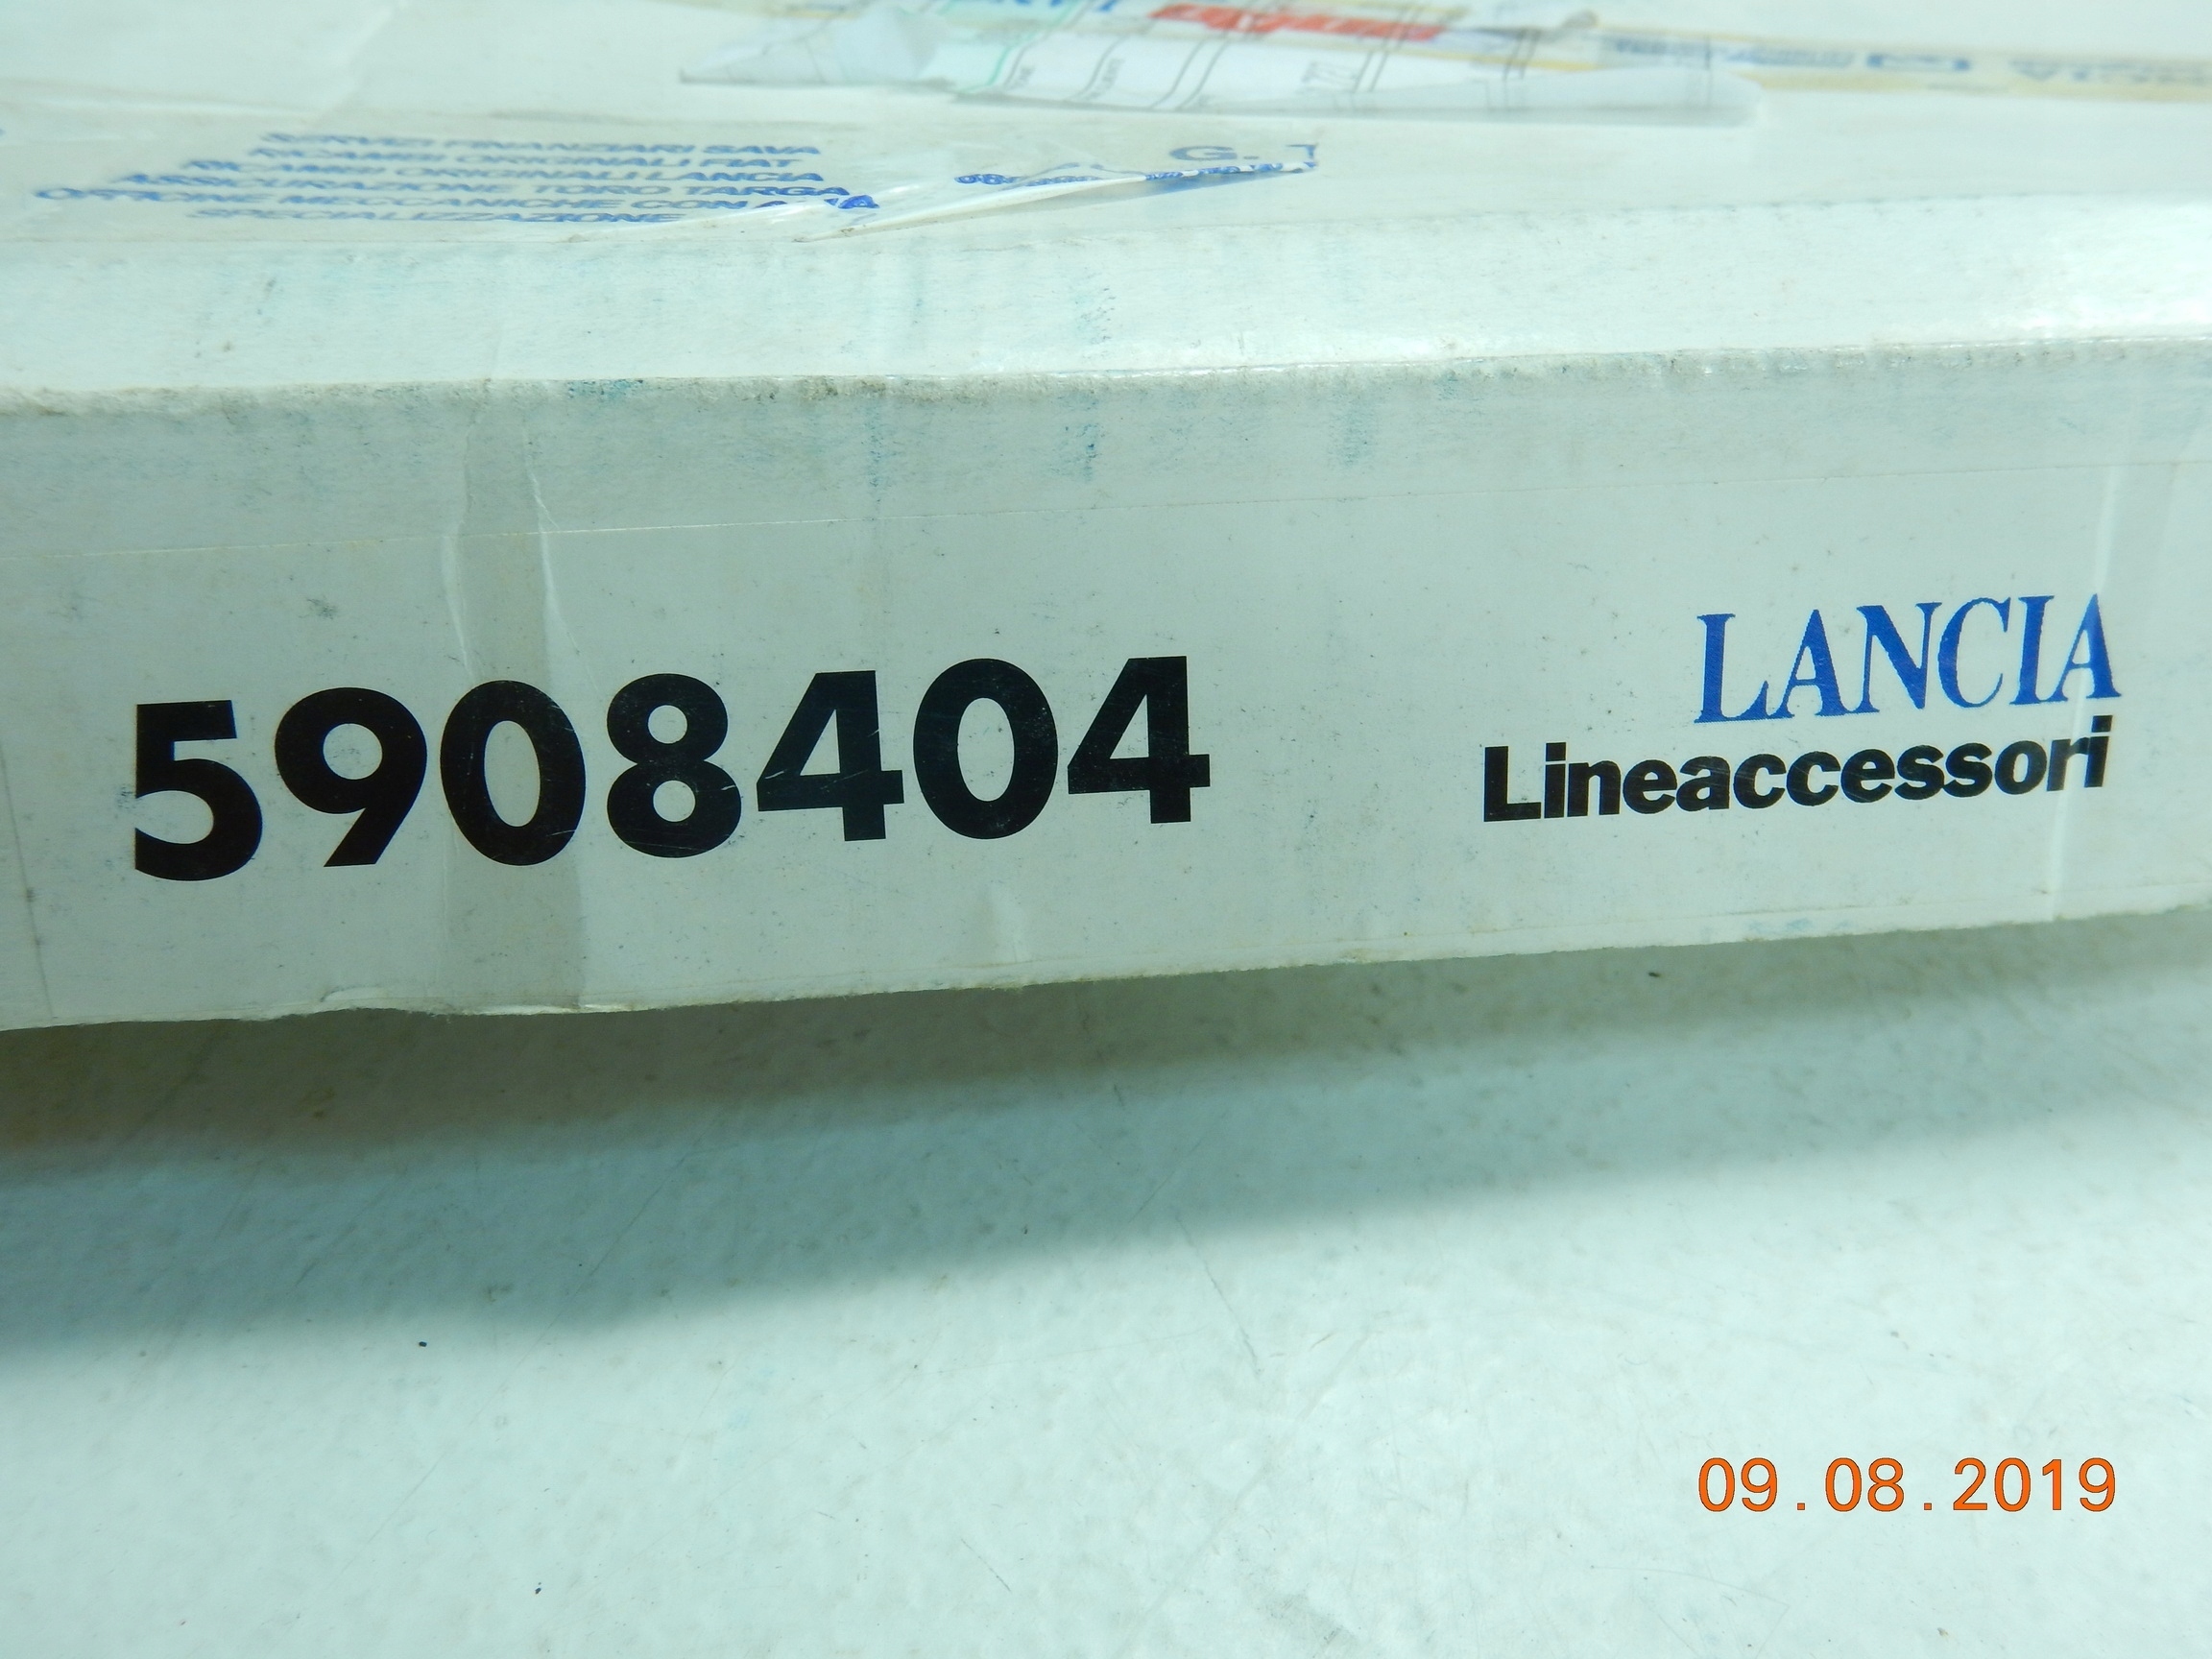 SERVIZI FINANZIARI SAVA
RICAMBI ORIGINALI FIAT
RICAMBI ORIGINALI LANCIA
ASSICURAZIONE TORO TARGA
OFFICINE MECCANICHE CON
SPECIALIZZAZIONE
G.
5908404
LANCIA
Lineaccessori
09.08.2019